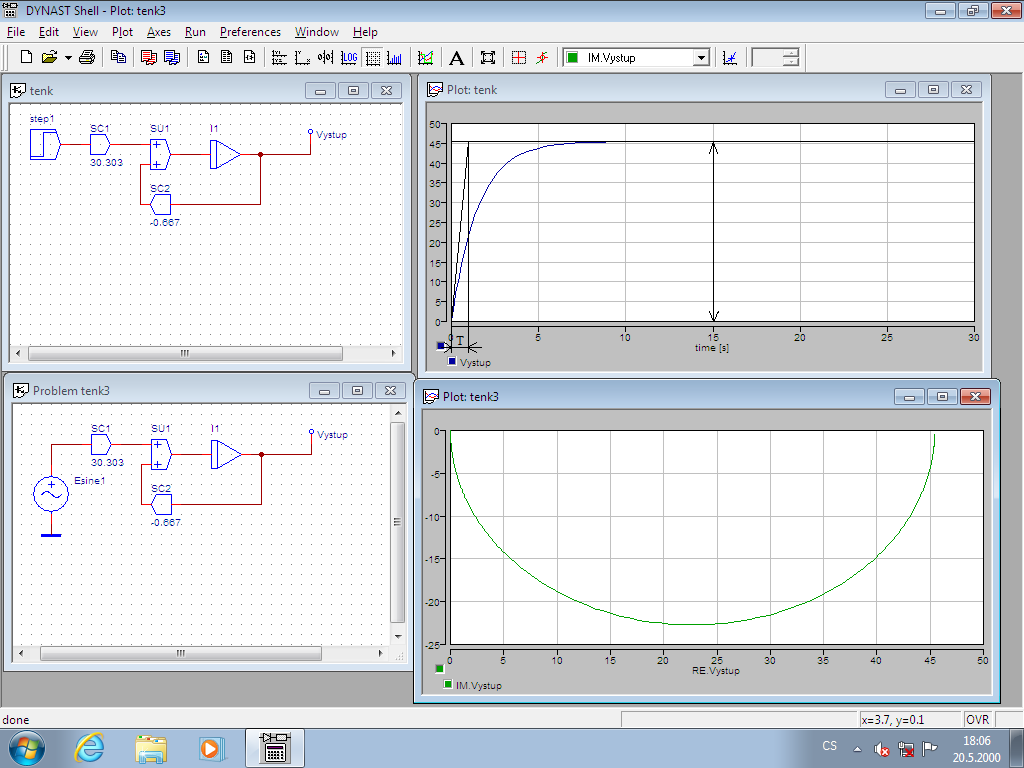 DYNAST Shell - Plot: tenk3
File Edit View Plot Axes Run Preferences Window Help
LOG A IM.Vystup
tenk
step1
SC1 SU1 I1 Vystup
30.303
SC2
-0.667
Plot: tenk
50
45
40
35
30
25
20
15
10
5
0
0 5 10 15 20 25 30
T
time [s]
Vystup
Problem tenk3
SC1 SU1 I1 Vystup
30.303
Esine1
SC2
-0.667
Plot: tenk3
0
-5
-10
-15
-20
-25
0 5 10 15 20 25 30 35 40 45 50
RE.Vystup
IM.Vystup
done
x=3.7, y=0.1 OVR
CS
18:06
20.5.2000